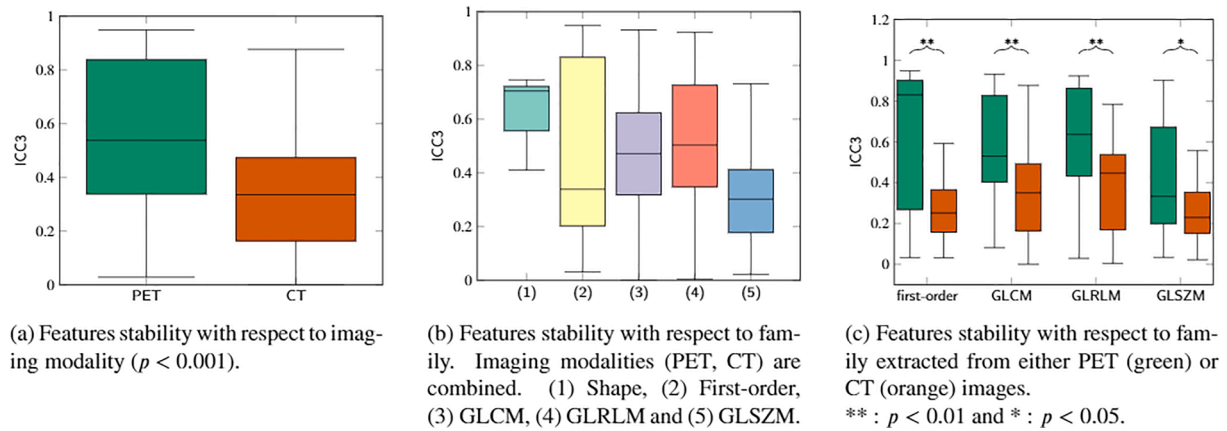 1
0.8
0.6
0.4
0.2
0
ICC3
PET
CT
(a) Features stability with respect to imag-
ing modality (p < 0.001).
1
0.8
0.6
0.4
0.2
0
ICC3
(1)
(2)
(3)
(4)
(5)
(b) Features stability with respect to fam-
ily. Imaging modalities (PET, CT) are
combined. (1) Shape, (2) First-order,
(3) GLCM, (4) GLRLM and (5) GLSZM.
1.2
1
0.8
0.6
0.4
0.2
0
ICC3
**
**
**
*
first-order
GLCM
GLRLM
GLSZM
(c) Features stability with respect to fam-
ily extracted from either PET (green) or
CT (orange) images.
** : p < 0.01 and * : p < 0.05.